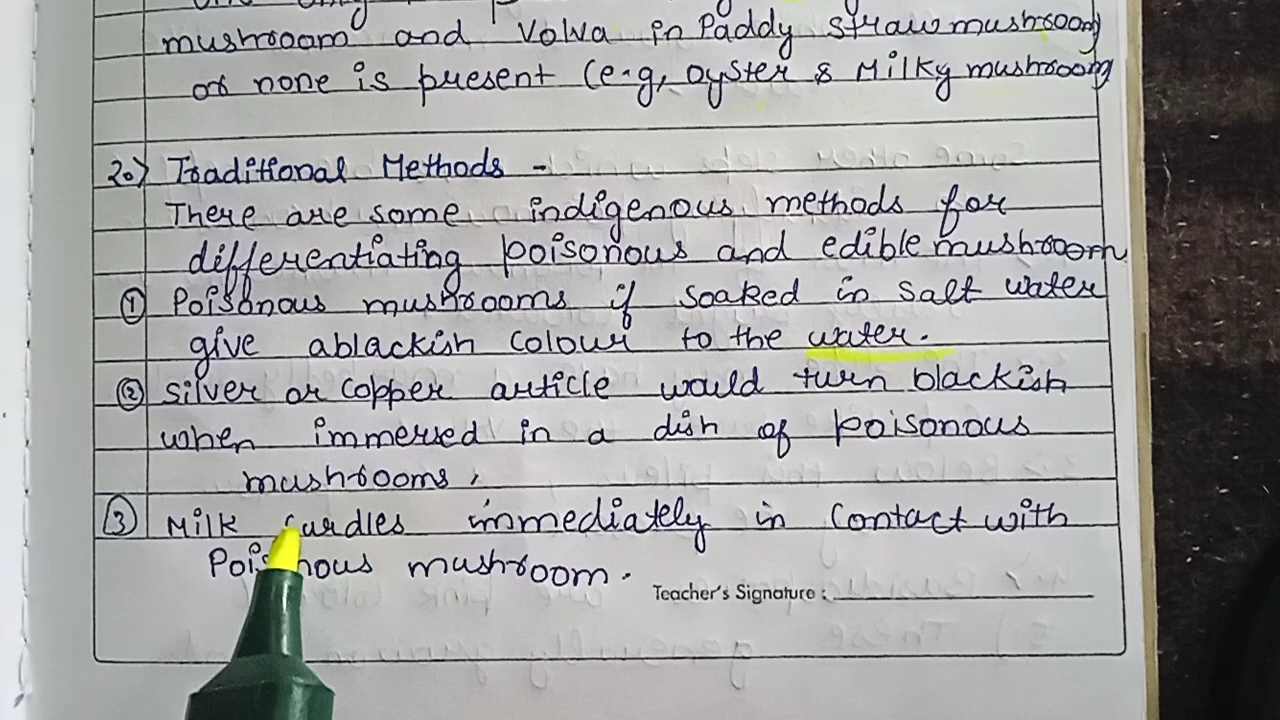 mushroom and Volva in Paddy straw mushroom
or none is present (e.g, oyster & Milky mushroom
2.) Traditional Methods -
There are some indigenous methods for
differentiating poisonous and edible mushroom
① Poisonous mushrooms if soaked in salt water
give a blackish colour to the water.
② silver or copper article would turn blackish
when immersed in a dish of poisonous
mushrooms,
③ Milk Curdles immediately in contact with
Poisonous mushroom.
Teacher's Signature :